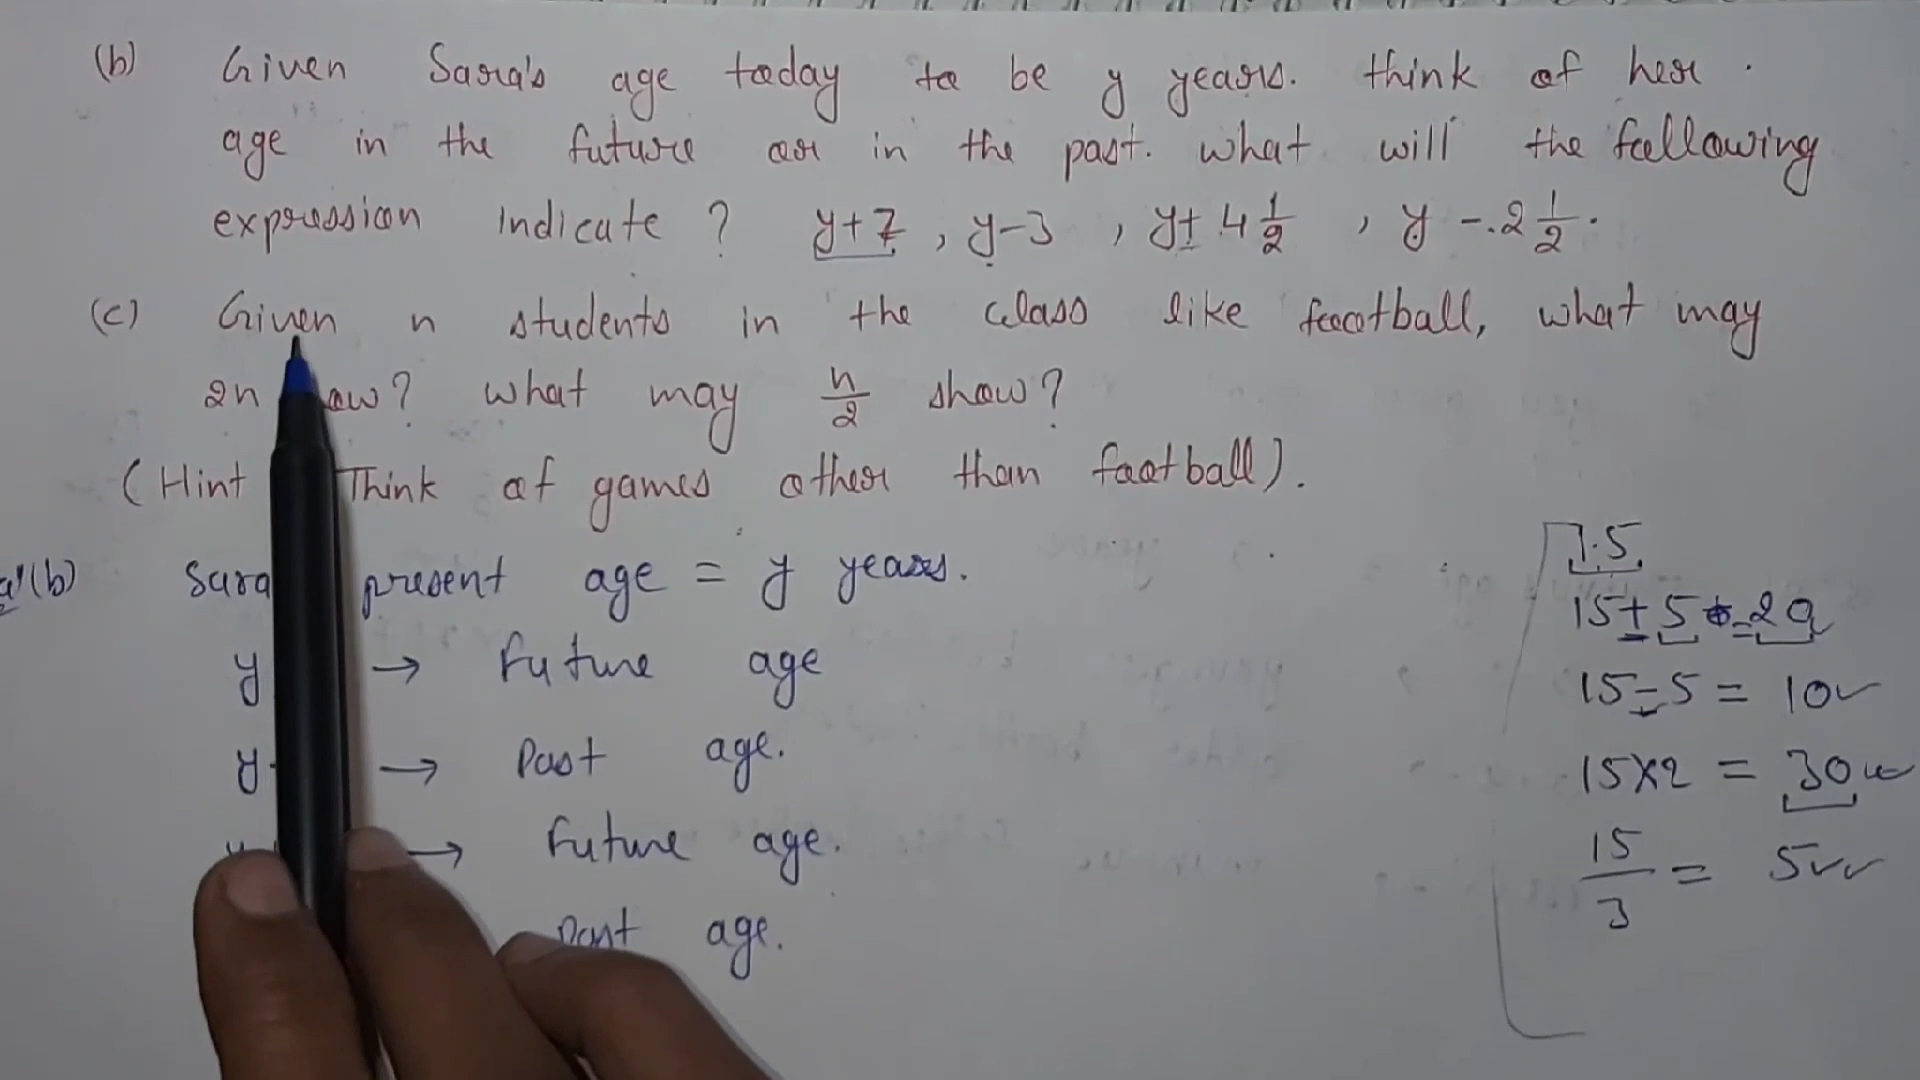 (b) Given Sara's age today to be y years. think of her
age in the future or in the past. what will the following
expression indicate ? y+7 , y-3 , y+ 4 1/2 , y - 2 1/2 .
(c) Given n students in the class like football, what may
2n ow? what may n/2 show?
(Hint Think of games other than football).
(b) Sara present age = y years.
y → Future age
y → Past age.
→ Future age.
Past age.
15
15+5=20
15-5 = 10
15×2 = 30
15/3 = 5